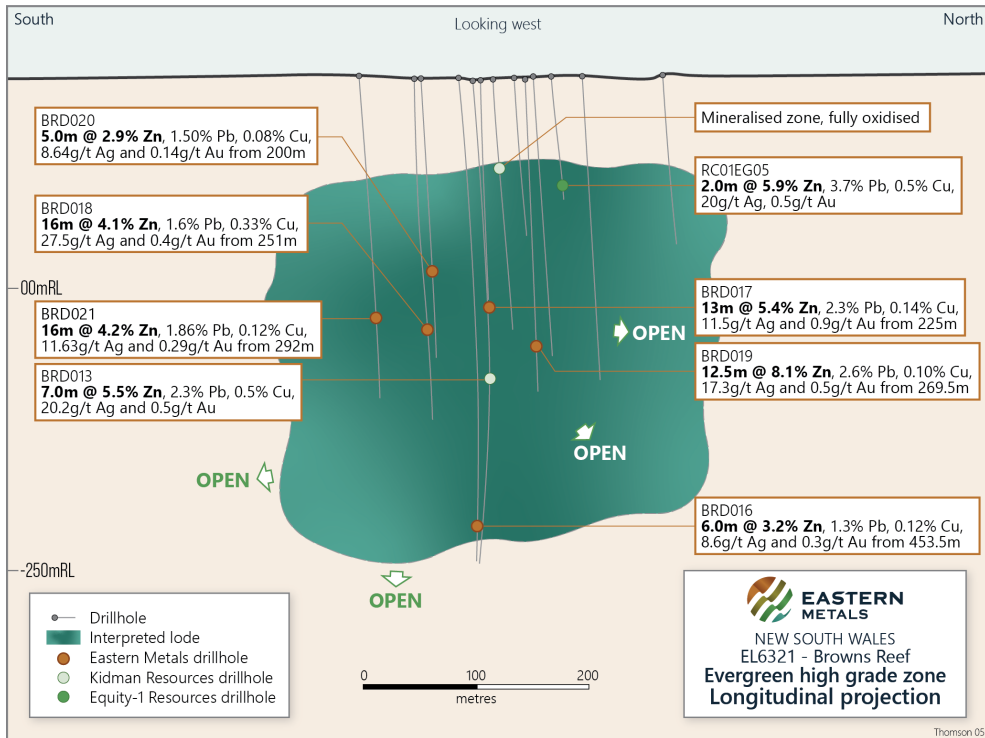 South
Looking west
North
BRD020
5.0m @ 2.9% Zn, 1.50% Pb, 0.08% Cu,
8.64g/t Ag and 0.14g/t Au from 200m
Mineralised zone, fully oxidised
RC01EG05
2.0m @ 5.9% Zn, 3.7% Pb, 0.5% Cu,
20g/t Ag, 0.5g/t Au
BRD018
16m @ 4.1% Zn, 1.6% Pb, 0.33% Cu,
27.5g/t Ag and 0.4g/t Au from 251m
00mRL
BRD021
16m @ 4.2% Zn, 1.86% Pb, 0.12% Cu,
11.63g/t Ag and 0.29g/t Au from 292m
BRD017
13m @ 5.4% Zn, 2.3% Pb, 0.14% Cu,
11.5g/t Ag and 0.9g/t Au from 225m
OPEN
BRD013
7.0m @ 5.5% Zn, 2.3% Pb, 0.5% Cu,
20.2g/t Ag and 0.5g/t Au
BRD019
12.5m @ 8.1% Zn, 2.6% Pb, 0.10% Cu,
17.3g/t Ag and 0.5g/t Au from 269.5m
OPEN
OPEN
BRD016
6.0m @ 3.2% Zn, 1.3% Pb, 0.12% Cu,
8.6g/t Ag and 0.3g/t Au from 453.5m
-250mRL
OPEN
Drillhole
Interpreted lode
Eastern Metals drillhole
Kidman Resources drillhole
Equity-1 Resources drillhole
0 100 200
metres
EASTERN
METALS
NEW SOUTH WALES
EL6321 - Browns Reef
Evergreen high grade zone
Longitudinal projection
Thomson 05